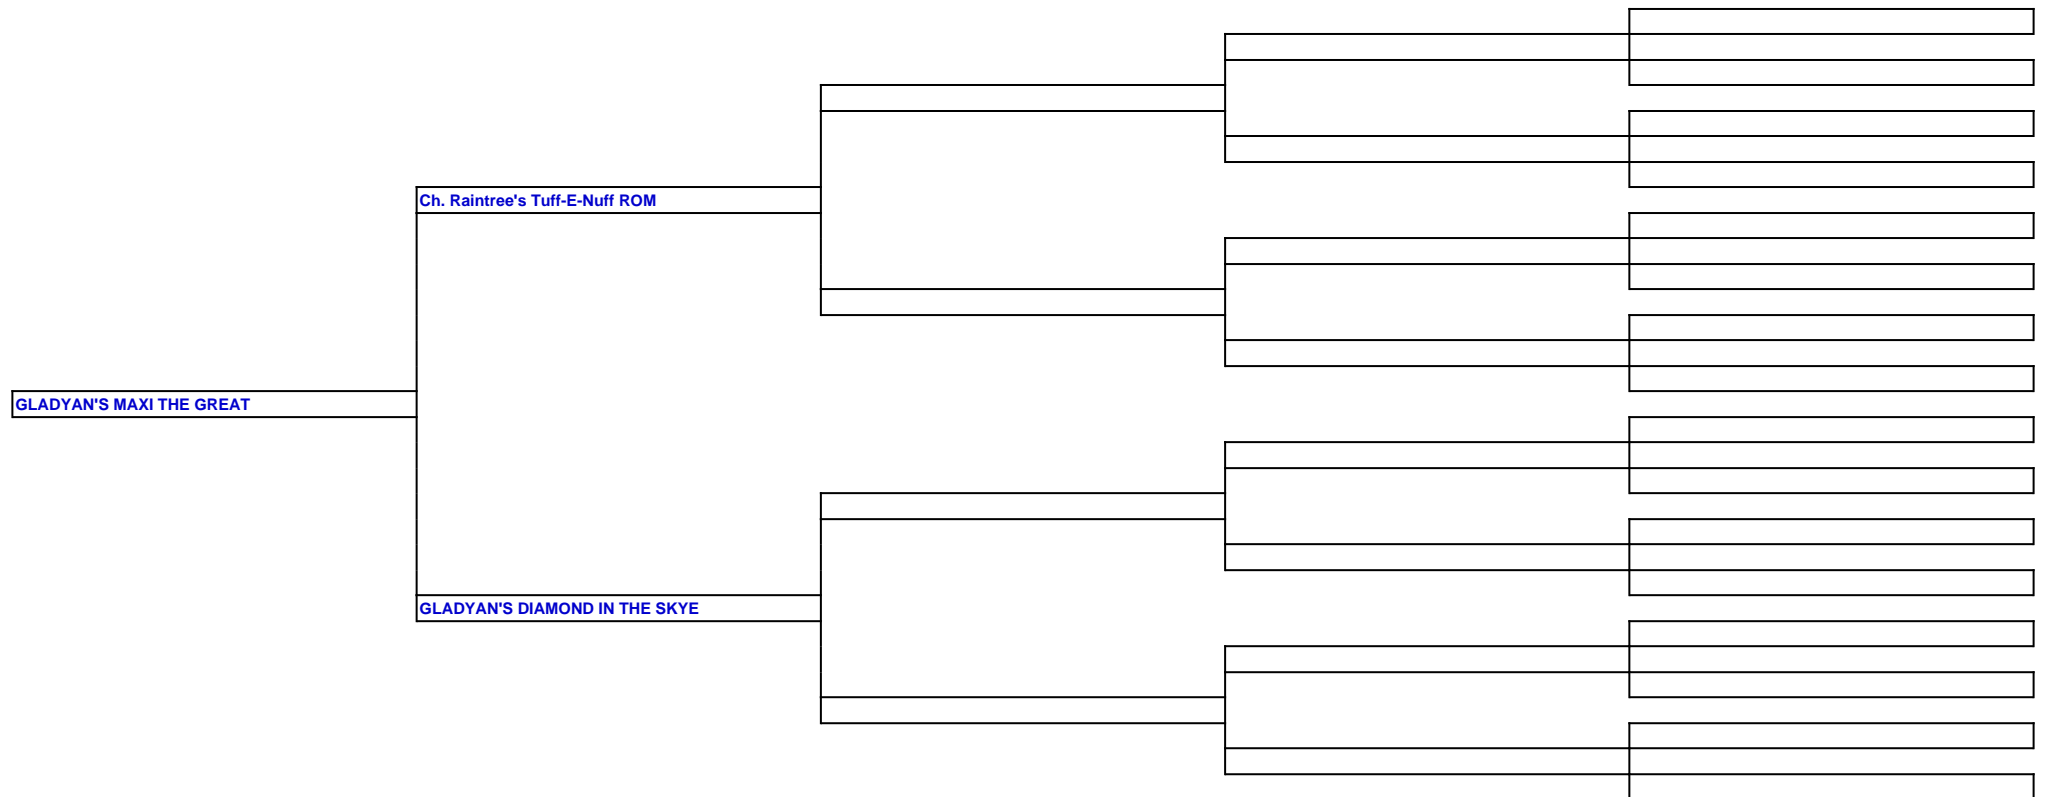 Ch. Raintree's Tuff-E-Nuff ROM
GLADYAN'S MAXI THE GREAT
GLADYAN'S DIAMOND IN THE SKYE